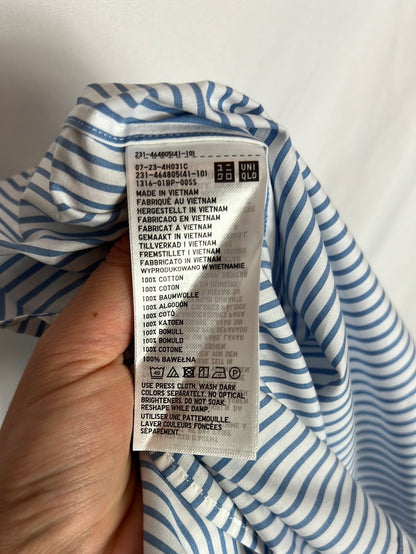 231-464805(41-10)
07-23-4H031C
231-464805(41-10)
1316-01BP-00SS
UNI
QLO
MADE IN VIETNAM
FABRIQUÉ AU VIETNAM
HERGESTELLT IN VIETNAM
FABRICADO EN VIETNAM
FABRICAT A VIETNAM
GEMAAKT IN VIETNAM
TILLVERKAD I VIETNAM
FREMSTILLET I VIETNAM
FABBRICATO IN VIETNAM
WYPRODUKOWANO W WIETNAMIE
100% COTTON
100% COTON
100% BAUMWOLLE
100% ALGODON
100% COTÓ
100% KATOEN
100% BOMULL
100% BOMULD
100% COTONE
100% BAWEŁNA
40
USE PRESS CLOTH. WASH DARK
COLORS SEPARATELY. NO OPTICAL
BRIGHTENERS. DO NOT SOAK.
RESHAPE WHILE DAMP.
UTILISER UNE PATTEMOUILLE.
LAVER COULEURS FONCÉES
SÉPARÉMENT.